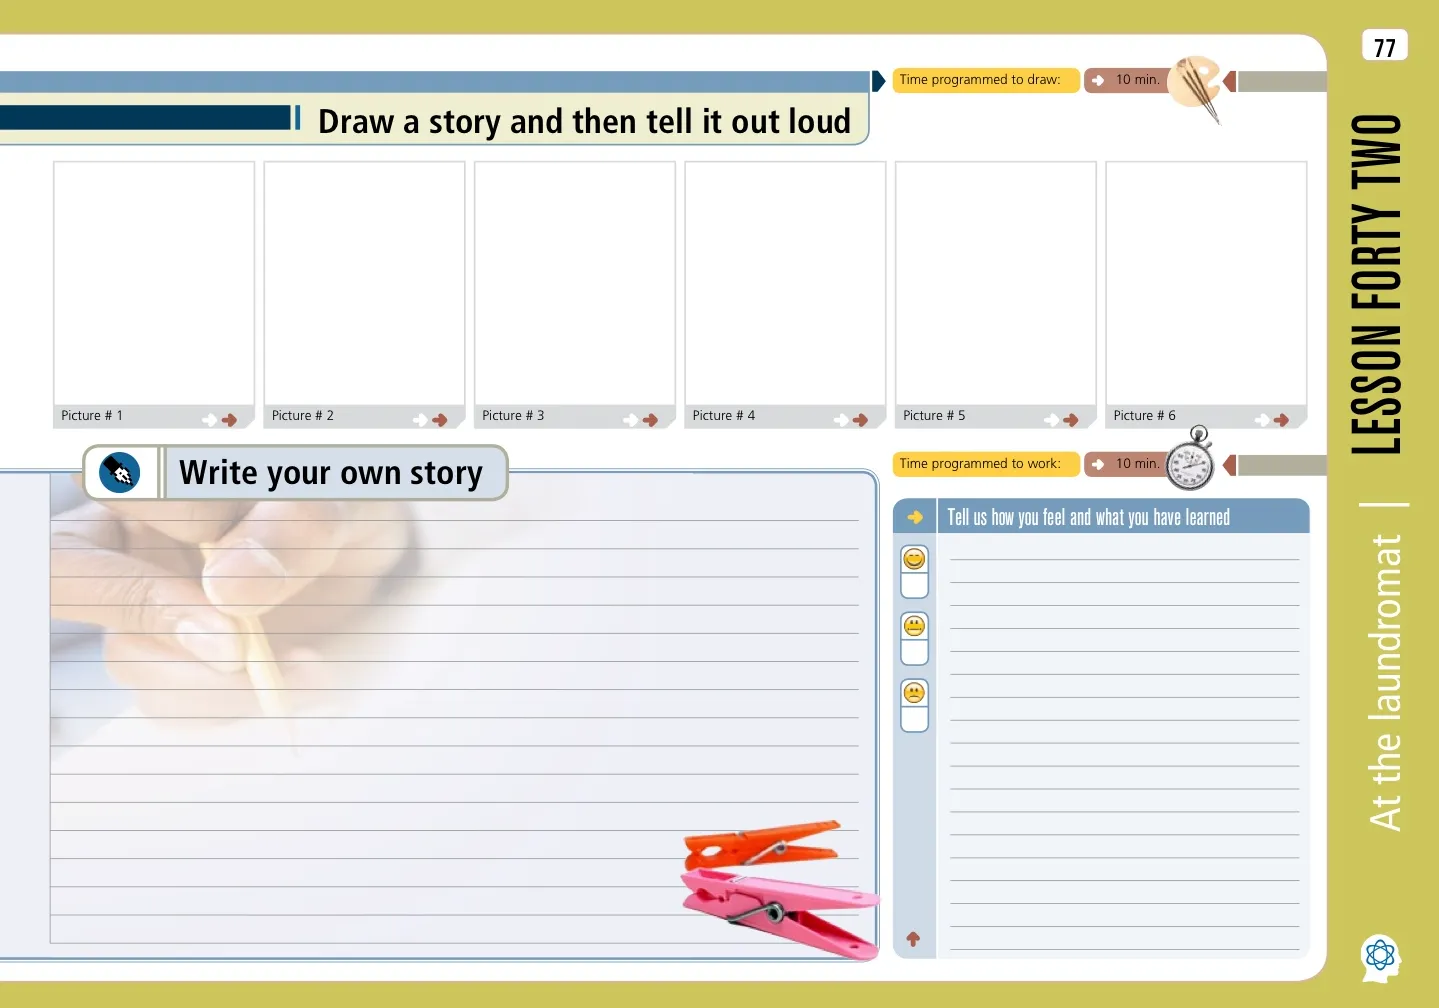 77
Time programmed to draw:
10 min.
Draw a story and then tell it out loud
Picture # 1
Picture # 2
Picture # 3
Picture # 4
Picture # 5
Picture # 6
Write your own story
Time programmed to work:
10 min.
Tell us how you feel and what you have learned
LESSON FORTY TWO
At the laundromat